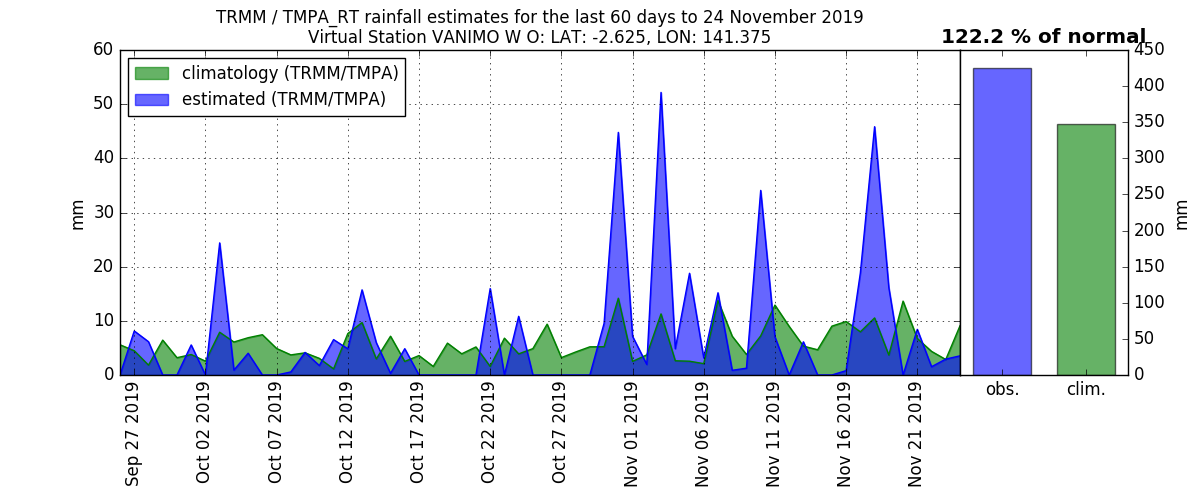 TRMM / TMPA_RT rainfall estimates for the last 60 days to 24 November 2019
Virtual Station VANIMO W O: LAT: -2.625, LON: 141.375
122.2 % of normal
climatology (TRMM/TMPA)
estimated (TRMM/TMPA)
mm
60
50
40
30
20
10
0
Sep 27 2019
Oct 02 2019
Oct 07 2019
Oct 12 2019
Oct 17 2019
Oct 22 2019
Oct 27 2019
Nov 01 2019
Nov 06 2019
Nov 11 2019
Nov 16 2019
Nov 21 2019
obs.
clim.
450
400
350
300
250
200
150
100
50
0
mm